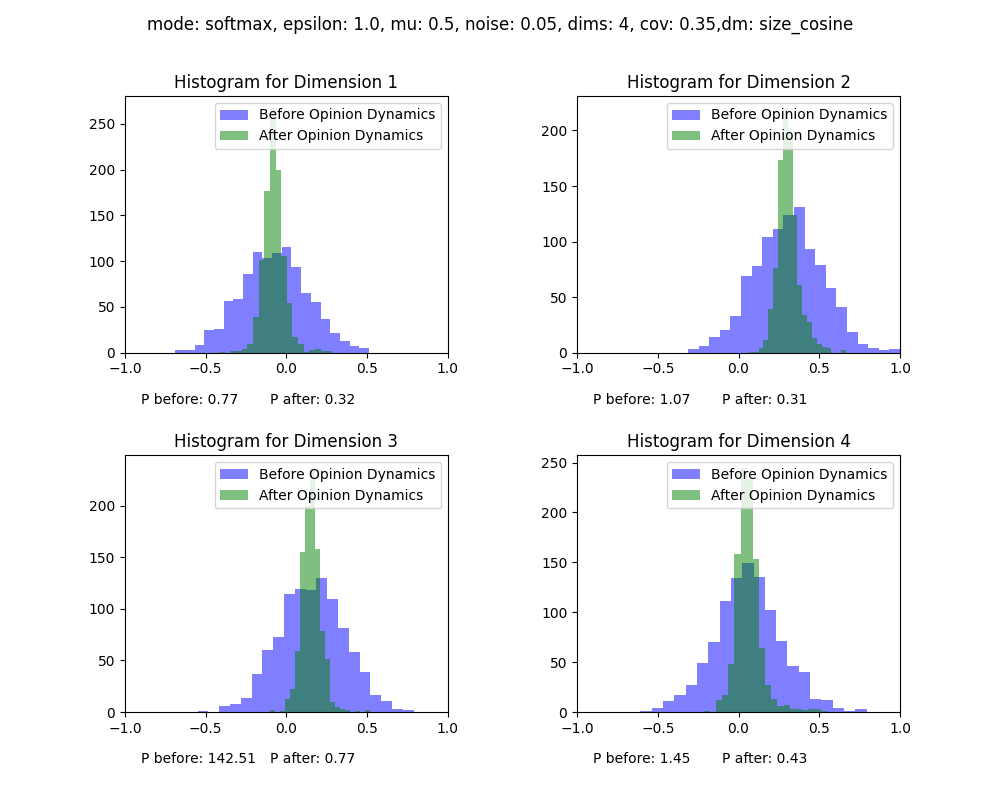 mode: softmax, epsilon: 1.0, mu: 0.5, noise: 0.05, dims: 4, cov: 0.35,dm: size_cosine
Histogram for Dimension 1
Before Opinion Dynamics
After Opinion Dynamics
250
200
150
100
50
0
−1.0 −0.5 0.0 0.5 1.0
P before: 0.77 P after: 0.32
Histogram for Dimension 2
Before Opinion Dynamics
After Opinion Dynamics
200
150
100
50
0
−1.0 −0.5 0.0 0.5 1.0
P before: 1.07 P after: 0.31
Histogram for Dimension 3
Before Opinion Dynamics
After Opinion Dynamics
200
150
100
50
0
−1.0 −0.5 0.0 0.5 1.0
P before: 142.51 P after: 0.77
Histogram for Dimension 4
Before Opinion Dynamics
After Opinion Dynamics
250
200
150
100
50
0
−1.0 −0.5 0.0 0.5 1.0
P before: 1.45 P after: 0.43